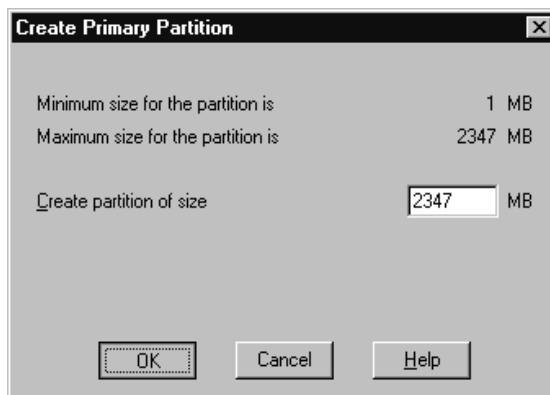 Create Primary Partition
Minimum size for the partition is 1 MB
Maximum size for the partition is 2347 MB
Create partition of size 2347 MB
OK Cancel Help